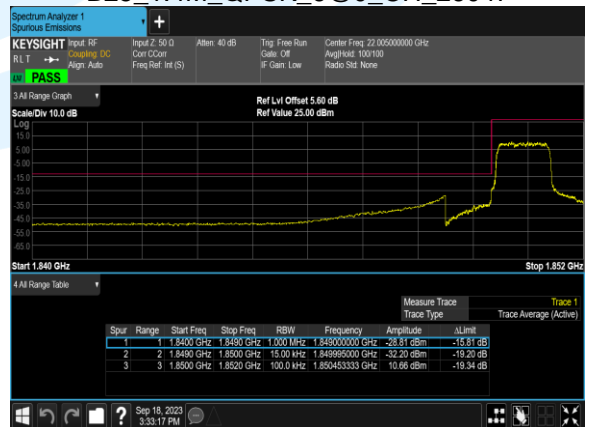 Spectrum Analyzer 1
Spurious Emissions
KEYSIGHT Input: RF Input Z: 50 Ω Atten: 40 dB Trig: Free Run Center Freq: 22.005000000 GHz
RLT Coupling: DC Corr CCorr Gate: Off Avg|Hold: 100/100
Align: Auto Freq Ref: Int (S) IF Gain: Low Radio Std: None
PASS
3 All Range Graph
Ref Lvl Offset 5.60 dB
Scale/Div 10.0 dB Ref Value 25.00 dBm
Log
15.0
5.00
-5.00
-15.0
-25.0
-35.0
-45.0
-55.0
-65.0
Start 1.840 GHz Stop 1.852 GHz
4 All Range Table
Measure Trace Trace 1
Trace Type Trace Average (Active)
Spur Range Start Freq Stop Freq RBW Frequency Amplitude ΔLimit
1 1 1.8400 GHz 1.8490 GHz 1.000 MHz 1.849000000 GHz -28.81 dBm -15.81 dB
2 2 1.8490 GHz 1.8500 GHz 15.00 kHz 1.849995000 GHz -32.20 dBm -19.20 dB
3 3 1.8500 GHz 1.8520 GHz 100.0 kHz 1.850453333 GHz 10.66 dBm -19.34 dB
Sep 18, 2023
3:33:17 PM